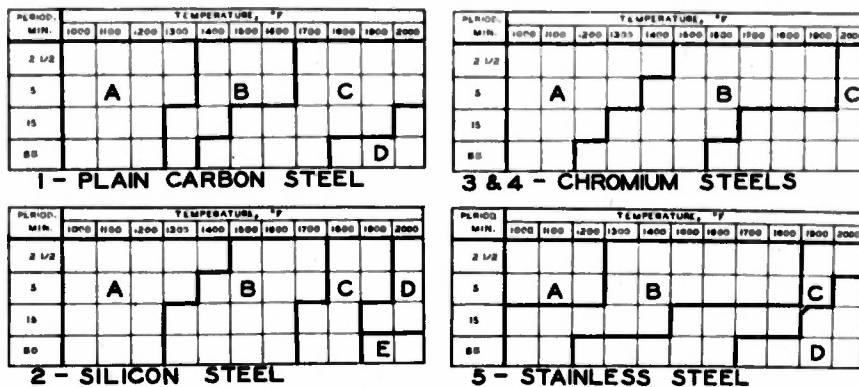 PERIOD. MIN. TEMPERATURE, °F
1000 1100 1200 1300 1400 1500 1600 1700 1800 1900 2000
2 1/2
5 A B C
15
60 D
1 - PLAIN CARBON STEEL
PERIOD. MIN. TEMPERATURE, °F
1000 1100 1200 1300 1400 1500 1600 1700 1800 1900 2000
2 1/2
5 A B C
15
60
3 & 4 - CHROMIUM STEELS
PERIOD. MIN. TEMPERATURE, °F
1000 1100 1200 1300 1400 1500 1600 1700 1800 1900 2000
2 1/2
5 A B C D
15
60 E
2 - SILICON STEEL
PERIOD MIN. TEMPERATURE, °F
1000 1100 1200 1300 1400 1500 1600 1700 1800 1900 2000
2 1/2
5 A B C
15
60 D
5 - STAINLESS STEEL